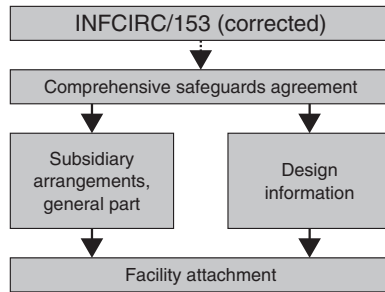 INFCIRC/153 (corrected)
Comprehensive safeguards agreement
Subsidiary
arrangements,
general part
Design
information
Facility attachment